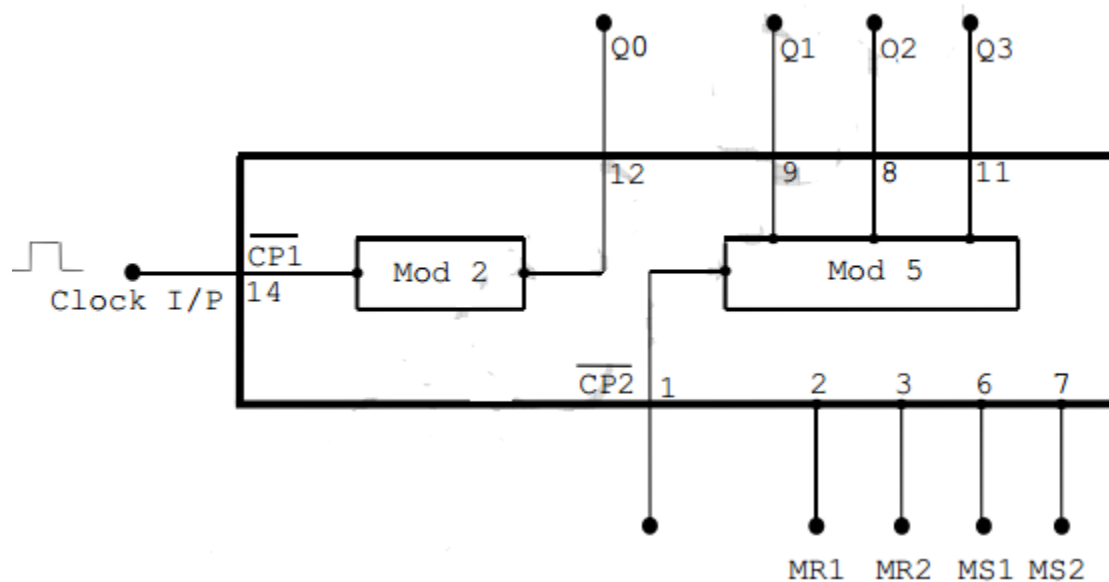 Q0 Q1 Q2 Q3
12 9 8 11
CP1
Mod 2 Mod 5
14
Clock I/P
CP2 1 2 3 6 7
MR1 MR2 MS1 MS2